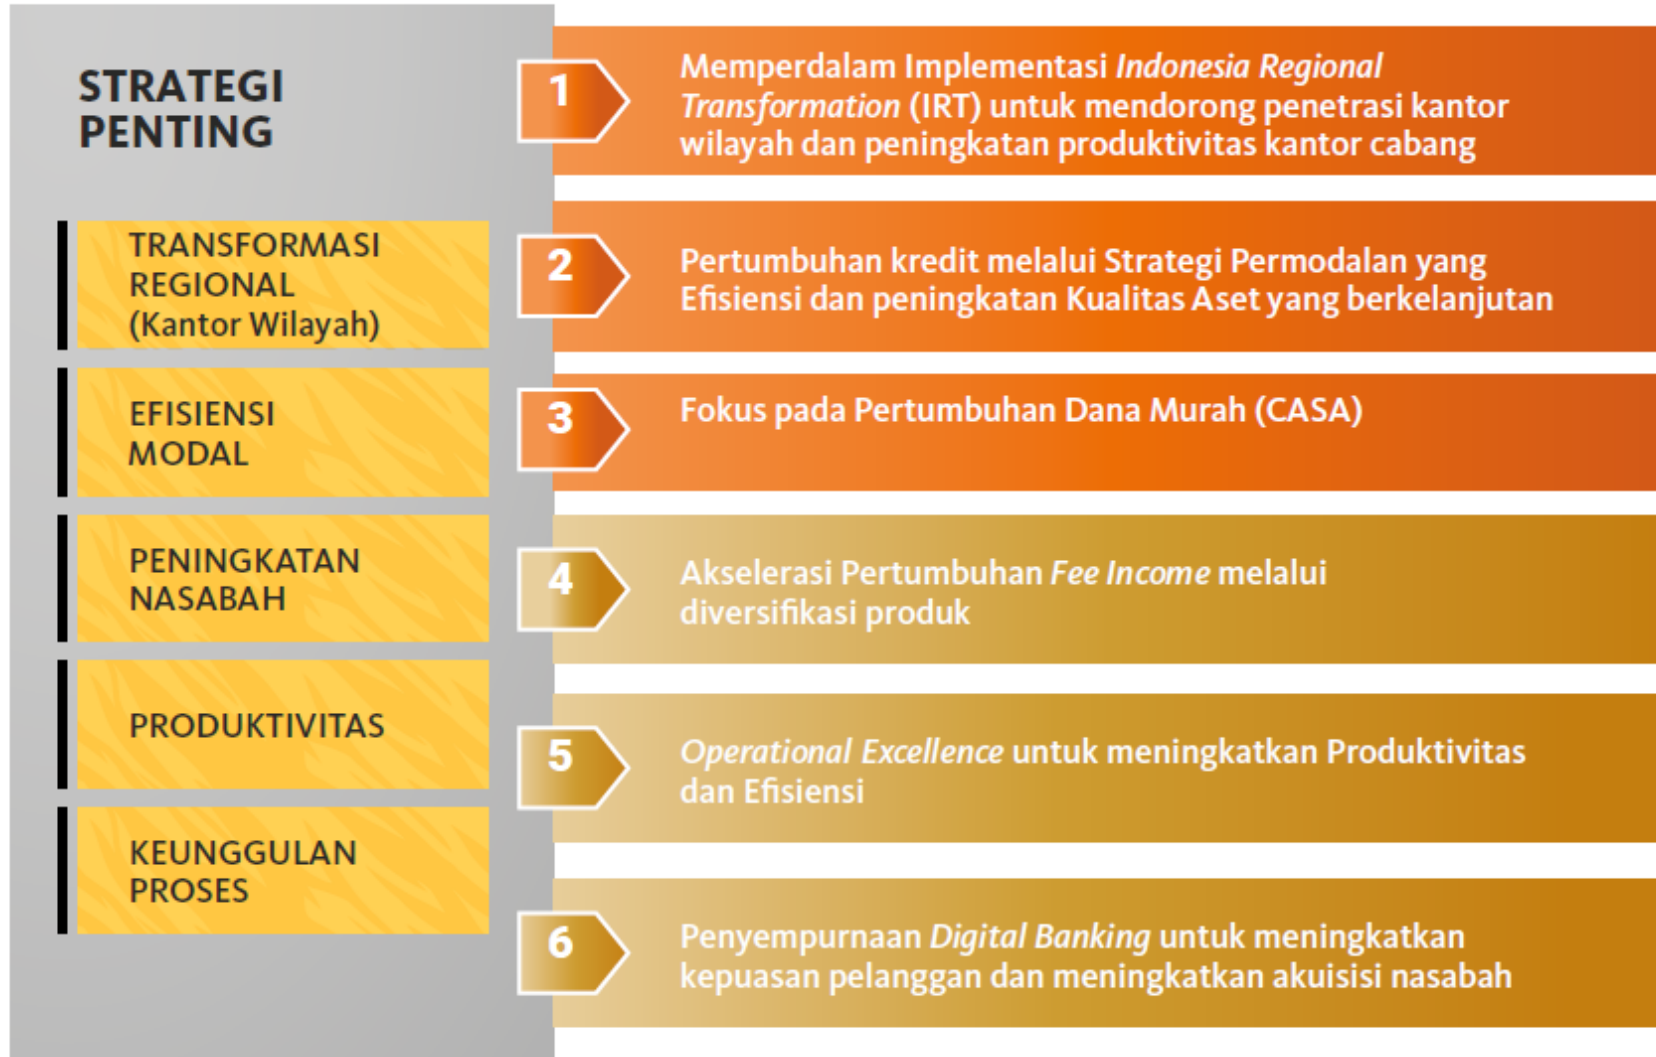 STRATEGI
PENTING
TRANSFORMASI
REGIONAL
(Kantor Wilayah)
EFISIENSI
MODAL
PENINGKATAN
NASABAH
PRODUKTIVITAS
KEUNGGULAN
PROSES
1
Memperdalam Implementasi Indonesia Regional
Transformation (IRT) untuk mendorong penetrasi kantor
wilayah dan peningkatan produktivitas kantor cabang
2
Pertumbuhan kredit melalui Strategi Permodalan yang
Efisiensi dan peningkatan Kualitas Aset yang berkelanjutan
3
Fokus pada Pertumbuhan Dana Murah (CASA)
4
Akselerasi Pertumbuhan Fee Income melalui
diversifikasi produk
5
Operational Excellence untuk meningkatkan Produktivitas
dan Efisiensi
6
Penyempurnaan Digital Banking untuk meningkatkan
kepuasan pelanggan dan meningkatkan akuisisi nasabah